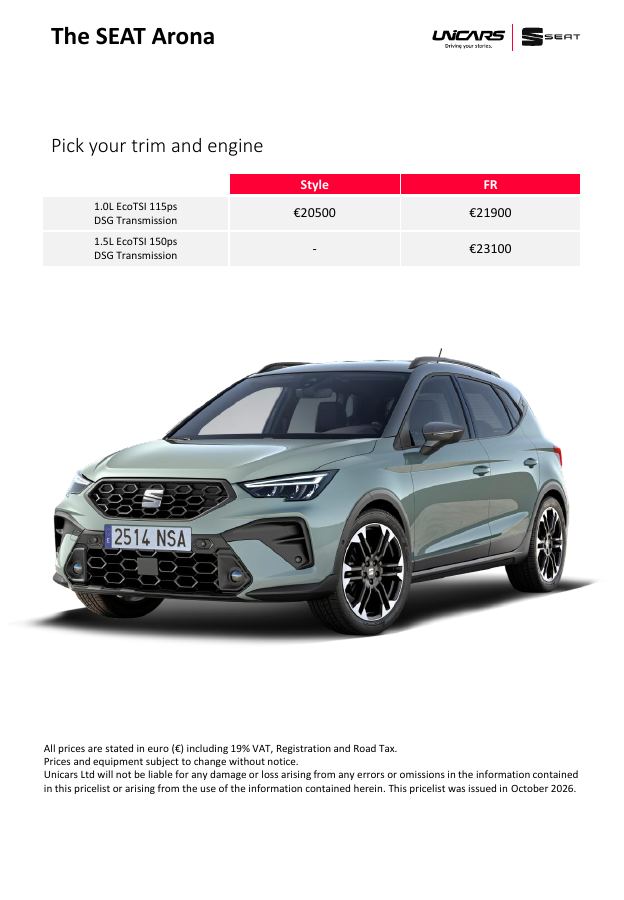 The SEAT Arona
UNICARS
Driving your stories.
SEAT
Pick your trim and engine
Style FR
1.0L EcoTSI 115ps
DSG Transmission
€20500 €21900
1.5L EcoTSI 150ps
DSG Transmission
- €23100
2514 NSA
All prices are stated in euro (€) including 19% VAT, Registration and Road Tax.
Prices and equipment subject to change without notice.
Unicars Ltd will not be liable for any damage or loss arising from any errors or omissions in the information contained
in this pricelist or arising from the use of the information contained herein. This pricelist was issued in October 2026.